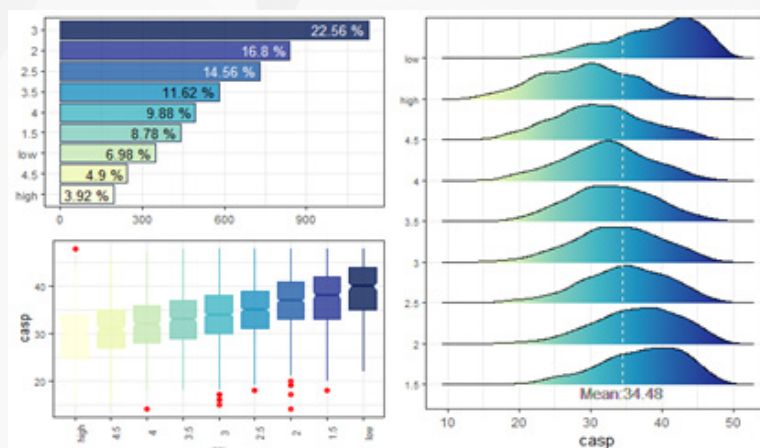 3 22.56 %
2 16.8 %
2.5 14.56 %
3.5 11.62 %
4 9.88 %
1.5 8.78 %
low 6.98 %
4.5 4.9 %
high 3.92 %
0 300 600 900
casp
40
30
20
high 4.5 4 3.5 3 2.5 2 1.5 low
low
high
4.5
4
3.5
3
2.5
2
1.5
Mean:34.48
10 20 30 40 50
casp